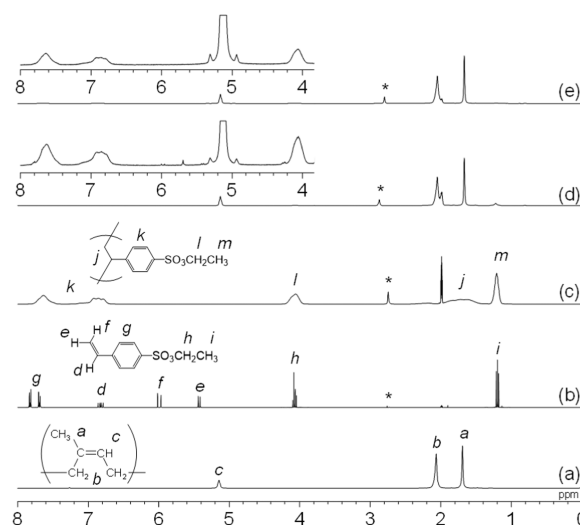 8 7 6 5 4
* (e)
8 7 6 5 4
* (d)
k l m
j SO₃CH₂CH₃
k l * j m (c)
e H H f g h i
d H SO₃CH₂CH₃
g d f e h * i (b)
CH₃ a c
C=CH
CH₂ b CH₂
c b a (a)
ppm
8 7 6 5 4 3 2 1 0